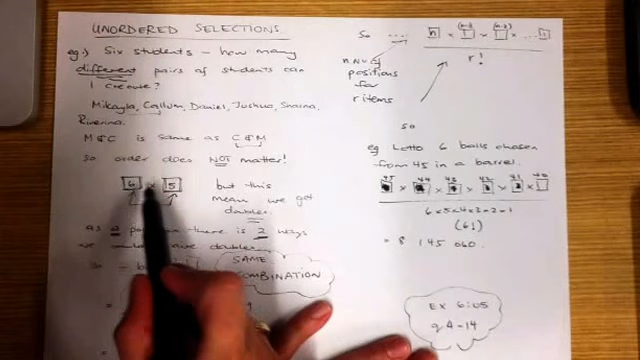 UNORDERED SELECTIONS
eg.) Six students - how many
different pairs of students can
I create?
Mikayla, Callum, Daniel, Joshua, Sharna,
Rivenna.
M & C is same as C & M
so order does NOT matter!
6 × 5 but this
mean we get
doubles
as 2 there is 2 ways
we doubles
SAME
COMBINATION
So ....
n × (n-1) × (n-2) × ... 1
r!
positions
for
r items
so
eg Lotto 6 balls chosen
from 45 in a barrel.
45 × 44 × 43 × 42 × 41 × 40
6×5×4×3×2×1
(6!)
= 8 145 060.
EX 6:05
q 4-14